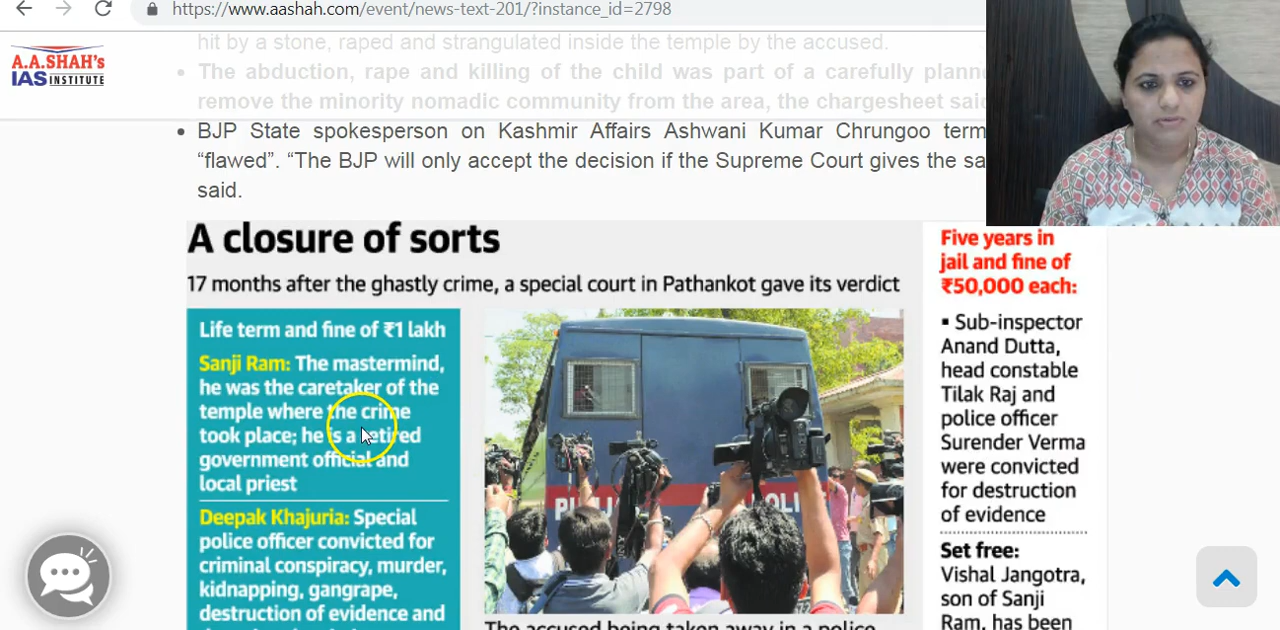 https://www.aashah.com/event/news-text-201/?instance_id=2798
A.A.SHAH's
IAS INSTITUTE
hit by a stone, raped and strangulated inside the temple by the accused.
• The abduction, rape and killing of the child was part of a carefully
remove the minority nomadic community from the area, the chargesheet
• BJP State spokesperson on Kashmir Affairs Ashwani Kumar Chrungoo
“flawed”. “The BJP will only accept the decision if the Supreme Court gives the
said.
A closure of sorts
17 months after the ghastly crime, a special court in Pathankot gave its verdict
Life term and fine of ₹1 lakh
Sanji Ram: The mastermind,
he was the caretaker of the
temple where the crime
took place; he is a retired
government official and
local priest
Deepak Khajuria: Special
police officer convicted for
criminal conspiracy, murder,
kidnapping, gangrape,
destruction of evidence and
The accused being taken away in a police
Five years in
jail and fine of
₹50,000 each:
▪ Sub-inspector
Anand Dutta,
head constable
Tilak Raj and
police officer
Surender Verma
were convicted
for destruction
of evidence
Set free:
Vishal Jangotra,
son of Sanji
Ram, has been